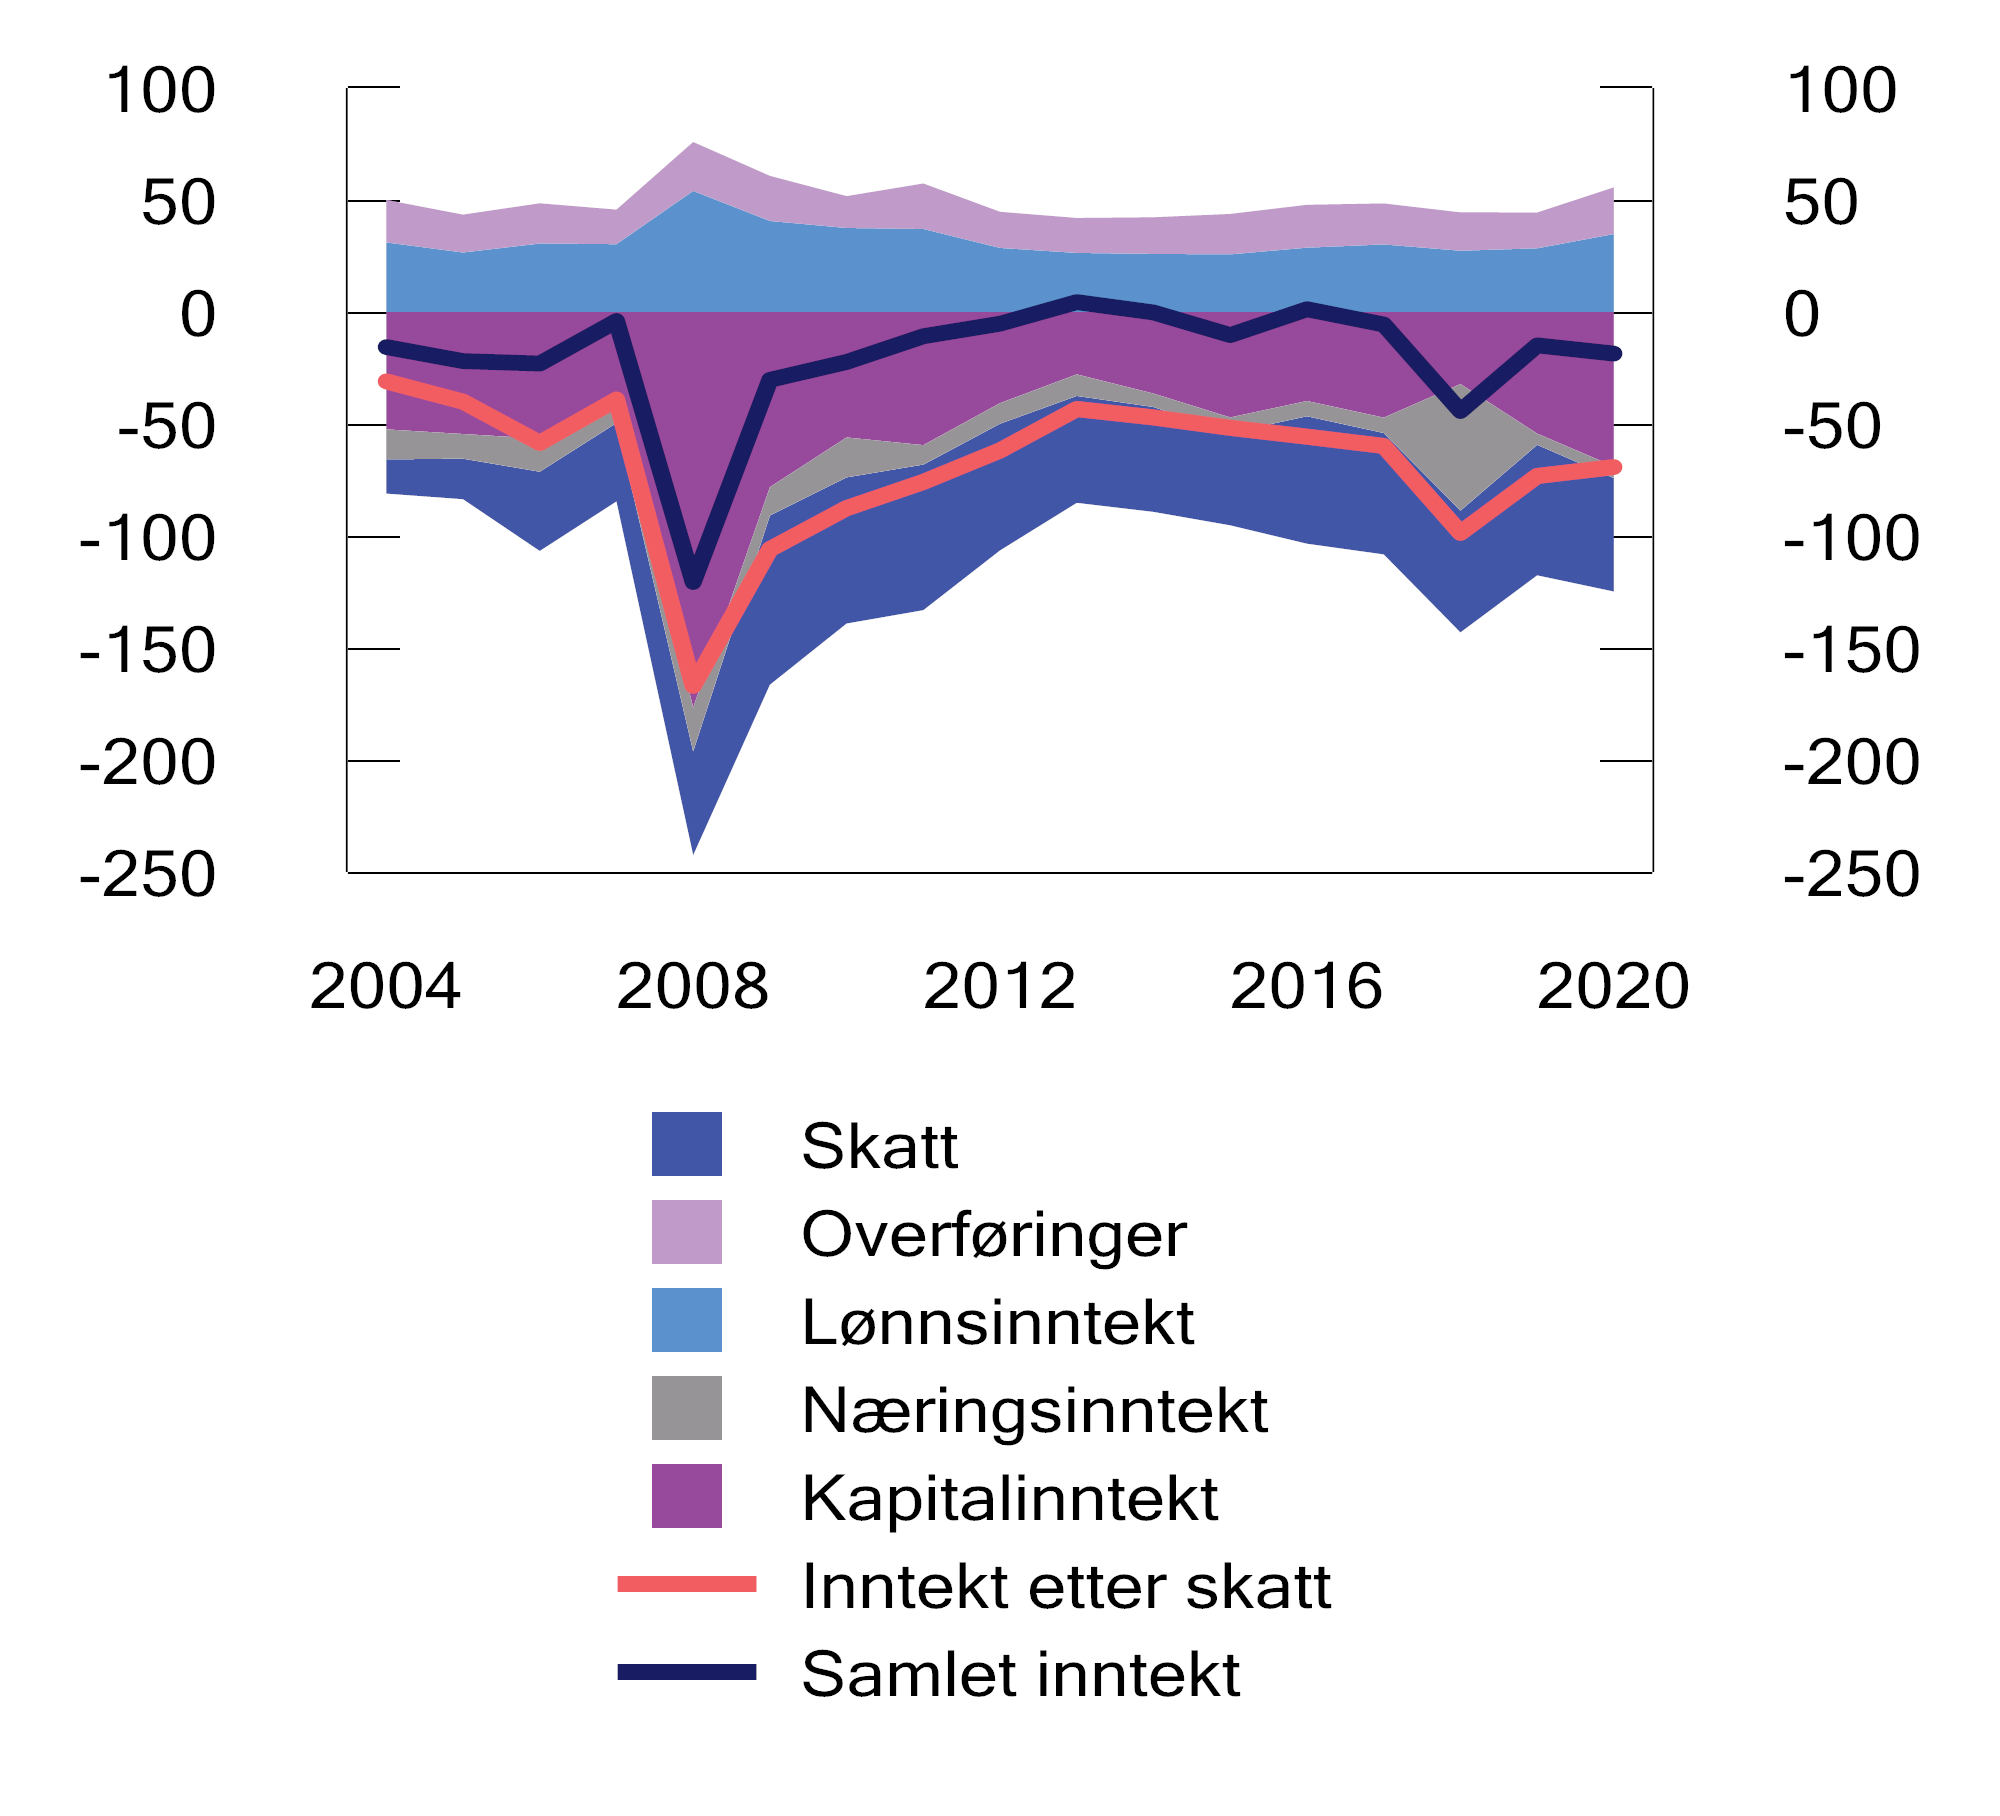 100 100
50 50
0 0
-50 -50
-100 -100
-150 -150
-200 -200
-250 -250
2004 2008 2012 2016 2020
Skatt
Overføringer
Lønnsinntekt
Næringsinntekt
Kapitalinntekt
Inntekt etter skatt
Samlet inntekt